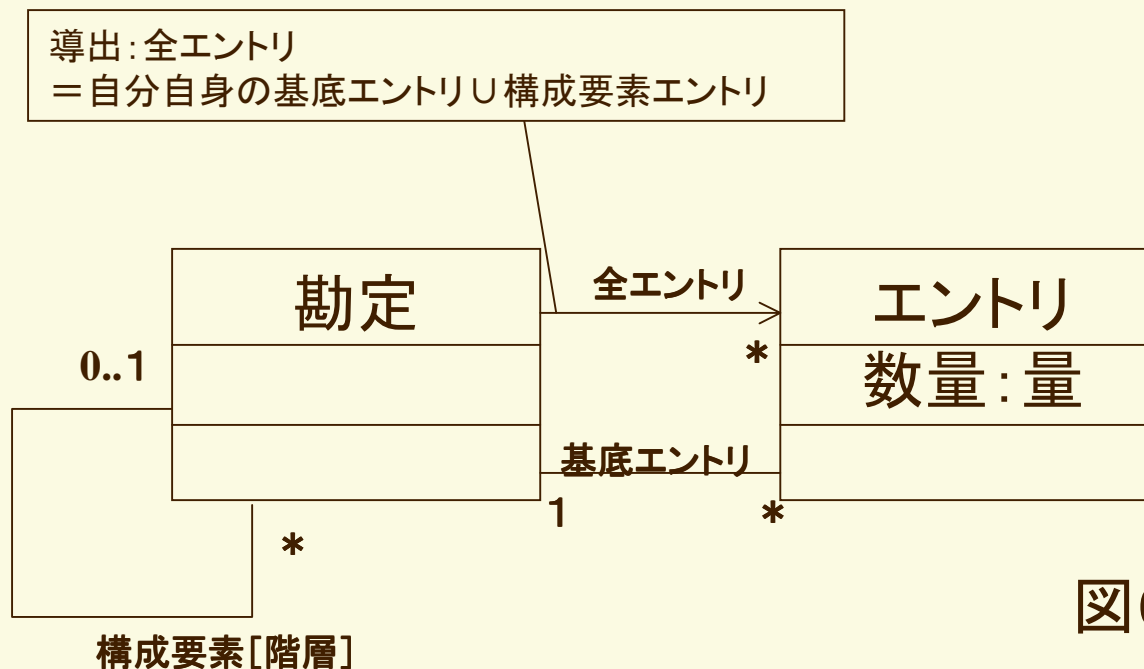 導出:全エントリ
＝自分自身の基底エントリ∪構成要素エントリ
勘定
全エントリ
エントリ
0..1
*
数量:量
基底エントリ
1
*
*
図
構成要素[階層]